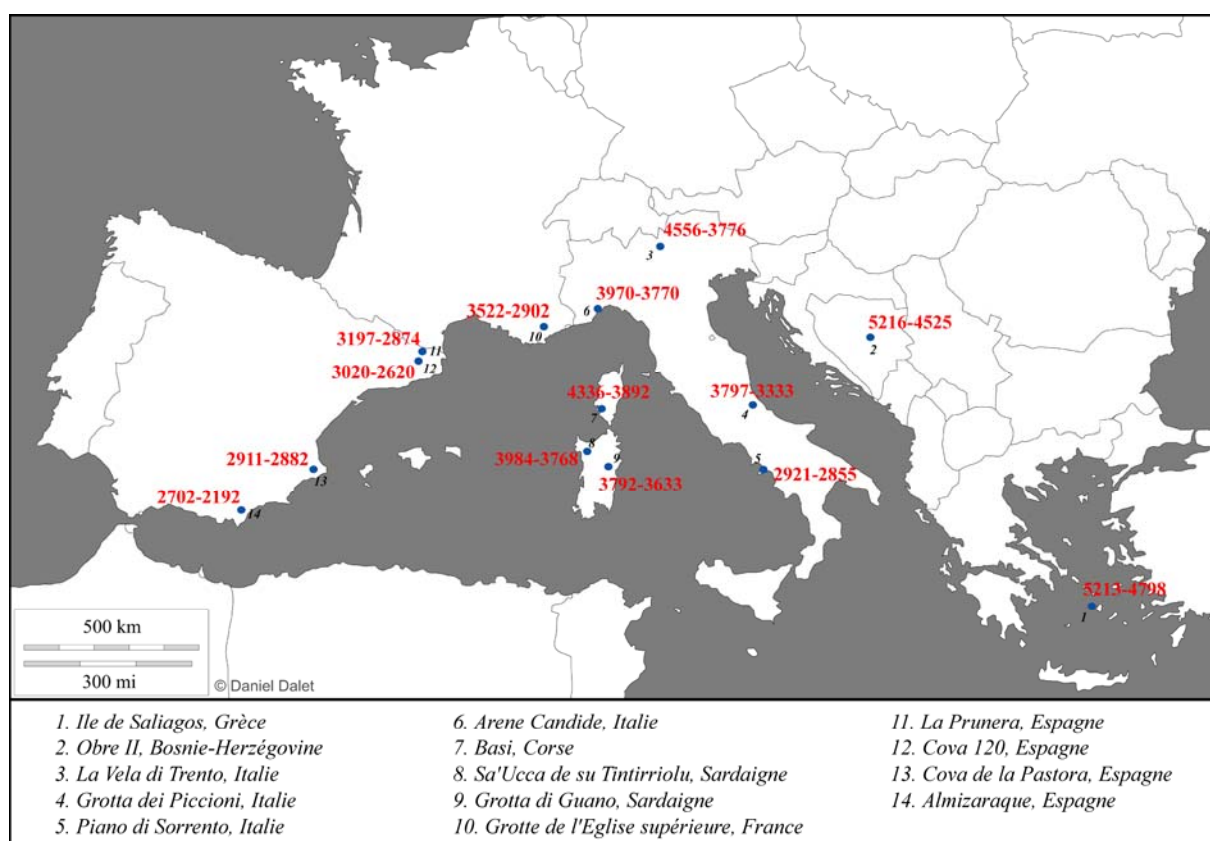 4556-3776
3
3970-3770
6
3522-2902
10
5216-4525
2
3197-2874
11
3020-2620
12
4336-3892
7
3797-3333
4
8
3984-3768
9
3792-3633
5
2921-2855
2911-2882
13
2702-2192
14
5213-4798
1
500 km
300 mi
© Daniel Dalet
1. Ile de Saliagos, Grèce
2. Obre II, Bosnie-Herzégovine
3. La Vela di Trento, Italie
4. Grotta dei Piccioni, Italie
5. Piano di Sorrento, Italie
6. Arene Candide, Italie
7. Basi, Corse
8. Sa'Ucca de su Tintirriolu, Sardaigne
9. Grotta di Guano, Sardaigne
10. Grotte de l'Eglise supérieure, France
11. La Prunera, Espagne
12. Cova 120, Espagne
13. Cova de la Pastora, Espagne
14. Almizaraque, Espagne